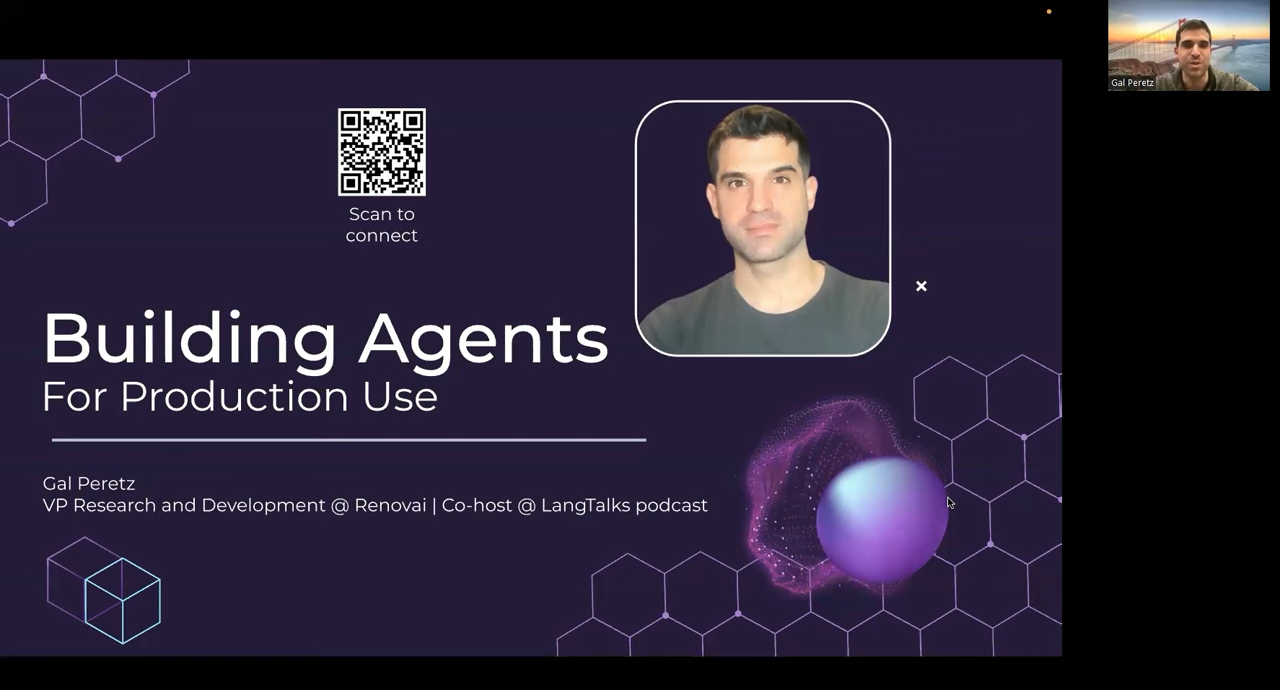 Scan to
connect
Building Agents
For Production Use
Gal Peretz
VP Research and Development @ Renovai | Co-host @ LangTalks podcast
Gal Peretz